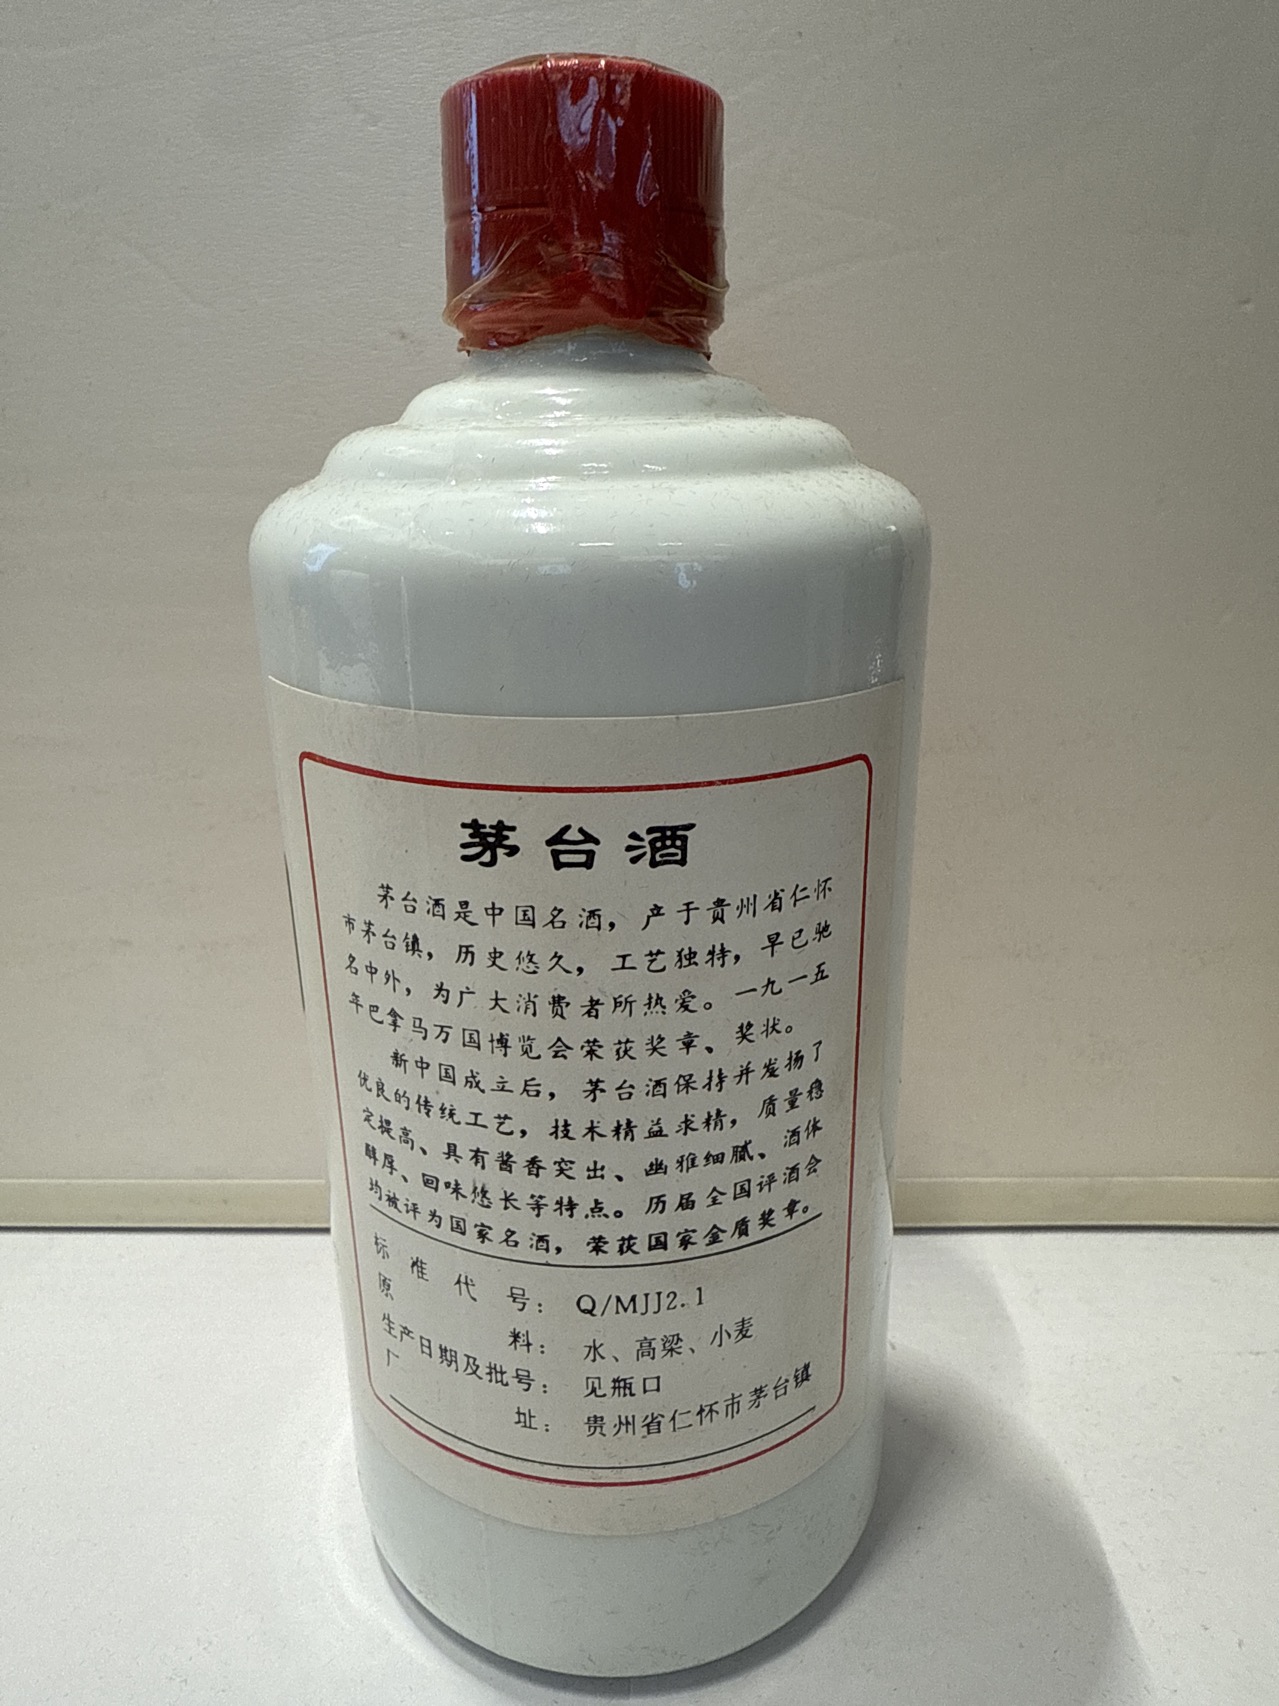 茅台酒
茅台酒是中国名酒，产于贵州省仁怀
市茅台镇，历史悠久，工艺独特，早已驰
名中外，为广大消费者所热爱。一九一五
年巴拿马万国博览会荣获奖章、奖状。
新中国成立后，茅台酒保持并发扬了
优良的传统工艺，技术精益求精，质量稳
定提高、具有酱香突出、幽雅细腻、酒体
醇厚、回味悠长等特点。历届全国评酒会
均被评为国家名酒，荣获国家金质奖章。
标准代号：Q/MJJ2.1
原料：水、高粱、小麦
生产日期及批号：见瓶口
厂址：贵州省仁怀市茅台镇